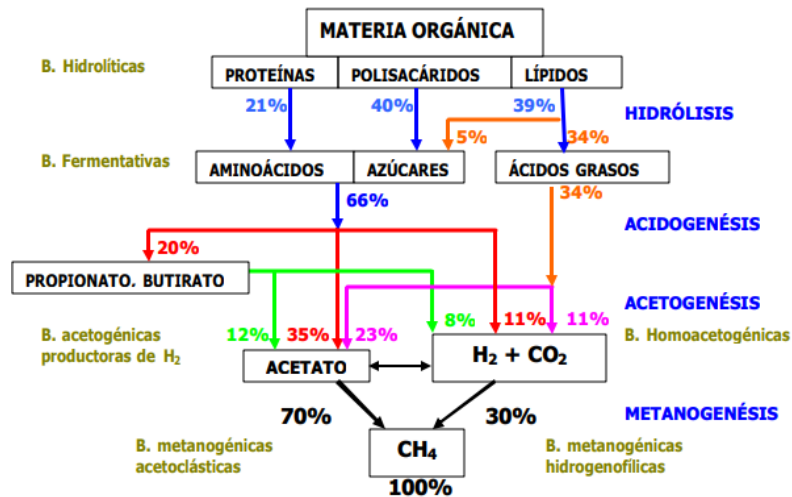 MATERIA ORGÁNICA
B. Hidrolíticas
PROTEÍNAS
POLISACÁRIDOS
LÍPIDOS
21%
40%
39%
HIDRÓLISIS
5%
34%
B. Fermentativas
AMINOÁCIDOS
AZÚCARES
ÁCIDOS GRASOS
66%
34%
ACIDOGENÉSIS
20%
PROPIONATO. BUTIRATO
ACETOGENÉSIS
B. acetogénicas
productoras de H₂
12%
35%
23%
8%
11%
11%
B. Homoacetogénicas
ACETATO
H₂ + CO₂
70%
30%
METANOGENÉSIS
B. metanogénicas
acetoclásticas
CH₄
B. metanogénicas
hidrogenofílicas
100%